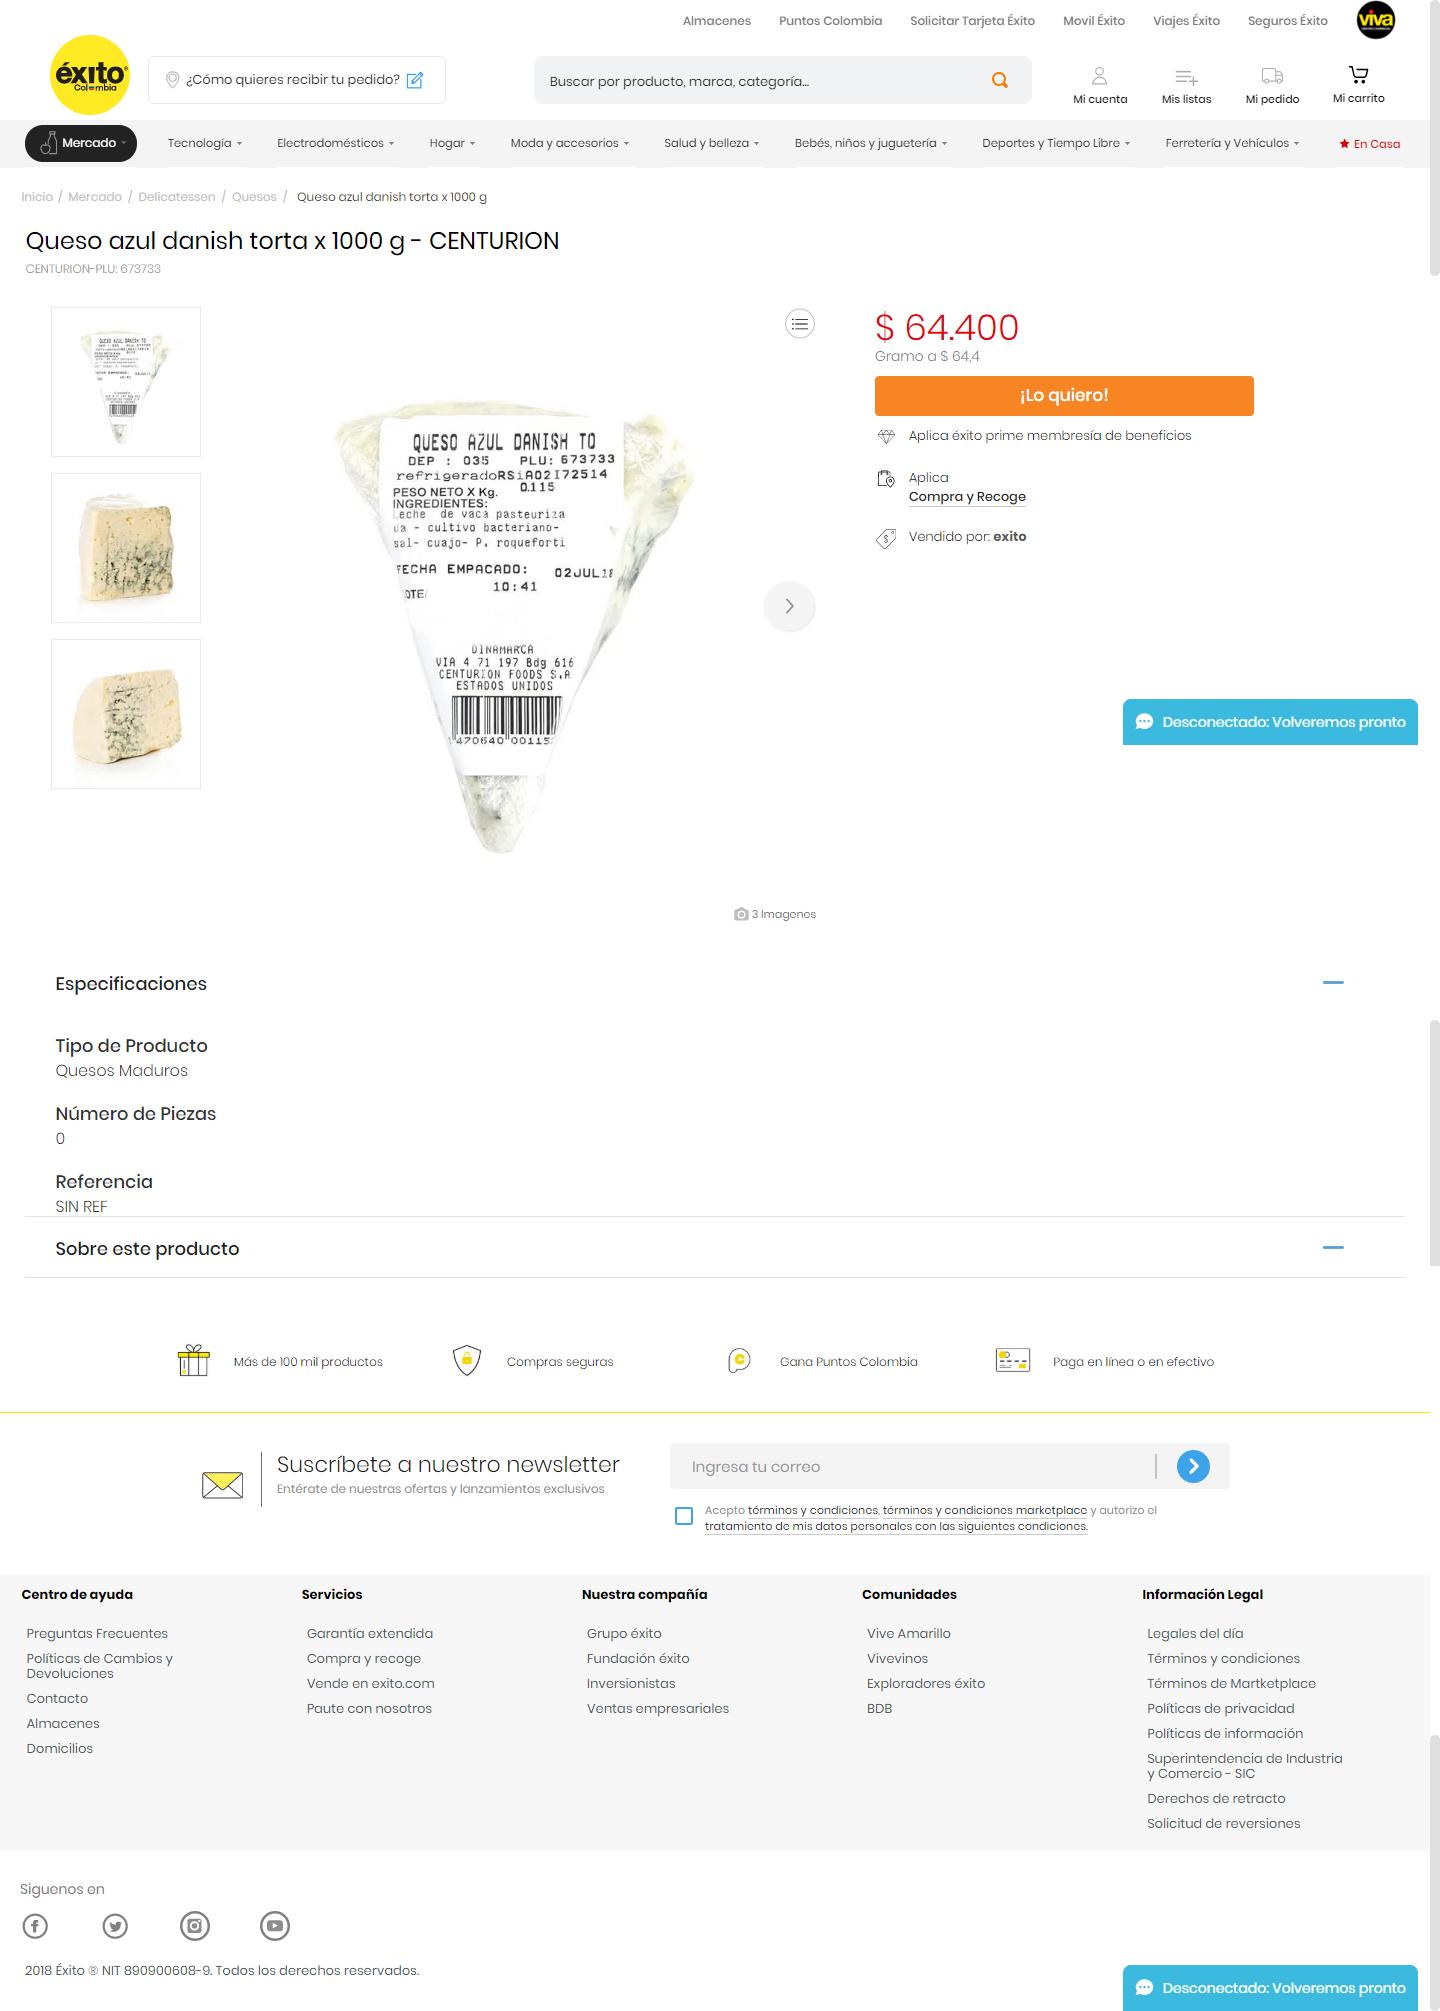 Almacenes Puntos Colombia Solicitar Tarjeta Éxito Movil Éxito Viajes Éxito Seguros Éxito viva
éxito
Colombia
¿Cómo quieres recibir tu pedido?
Buscar por producto, marca, categoría...
Mi cuenta Mis listas Mi pedido Mi carrito
Mercado Tecnología Electrodomésticos Hogar Moda y accesorios Salud y belleza Bebés, niños y juguetería Deportes y Tiempo Libre Ferretería y Vehículos En Casa
Inicio / Mercado / Delicatessen / Quesos / Queso azul danish torta x 1000 g
Queso azul danish torta x 1000 g - CENTURION
CENTURION-PLU: 673733
QUESO AZUL DANISH TO
DEP : 035 PLU: 673733
refrigeradoRSiA02I72514
PESO NETO X Kg. 0.115
INGREDIENTES:
Leche de vaca pasteuriza
da - cultivo bacteriano-
sal- cuajo- P. roqueforti
FECHA EMPACADO: 02JUL18
10:41
DINAMARCA
VIA 4 71 197 Bdg 616
CENTURION FOODS S.A
ESTADOS UNIDOS
3 Imagenes
$ 64.400
Gramo a $ 64,4
¡Lo quiero!
Aplica éxito prime membresía de beneficios
Aplica
Compra y Recoge
Vendido por: exito
Desconectado: Volveremos pronto
Especificaciones
Tipo de Producto
Quesos Maduros
Número de Piezas
0
Referencia
SIN REF
Sobre este producto
Más de 100 mil productos Compras seguras Gana Puntos Colombia Paga en línea o en efectivo
Suscríbete a nuestro newsletter
Entérate de nuestras ofertas y lanzamientos exclusivos
Ingresa tu correo
Acepto términos y condiciones, términos y condiciones marketplace y autorizo el
tratamiento de mis datos personales con las siguientes condiciones.
Centro de ayuda
Preguntas Frecuentes
Políticas de Cambios y
Devoluciones
Contacto
Almacenes
Domicilios
Servicios
Garantía extendida
Compra y recoge
Vende en exito.com
Paute con nosotros
Nuestra compañía
Grupo éxito
Fundación éxito
Inversionistas
Ventas empresariales
Comunidades
Vive Amarillo
Vivevinos
Exploradores éxito
BDB
Información Legal
Legales del día
Términos y condiciones
Términos de Martketplace
Políticas de privacidad
Políticas de información
Superintendencia de Industria
y Comercio - SIC
Derechos de retracto
Solicitud de reversiones
Siguenos en
2018 Éxito ® NIT 890900608-9. Todos los derechos reservados.
Desconectado: Volveremos pronto